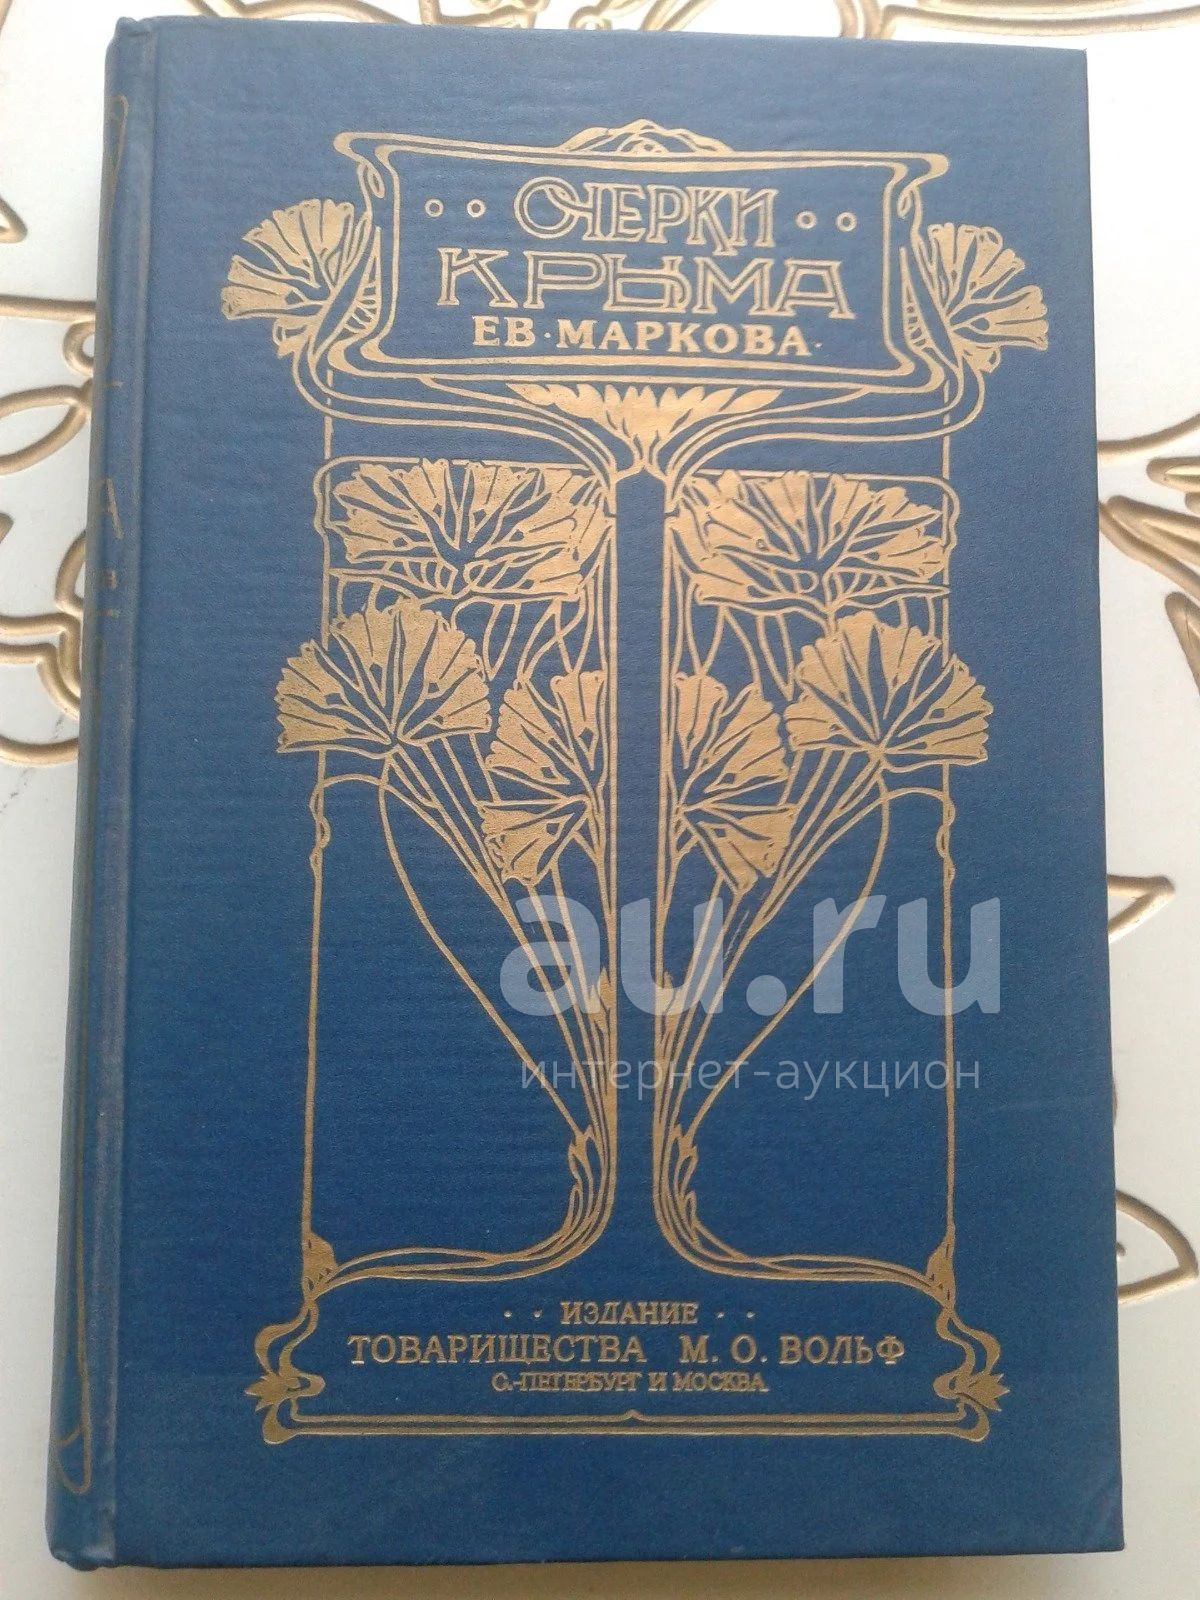 ОЧЕРКИ
КРЫМА
ЕВ. МАРКОВА.
au.ru
интернет-аукцион
ИЗДАНИЕ
ТОВАРИЩЕСТВА М. О. ВОЛЬФ
С.-ПЕТЕРБУРГ И МОСКВА